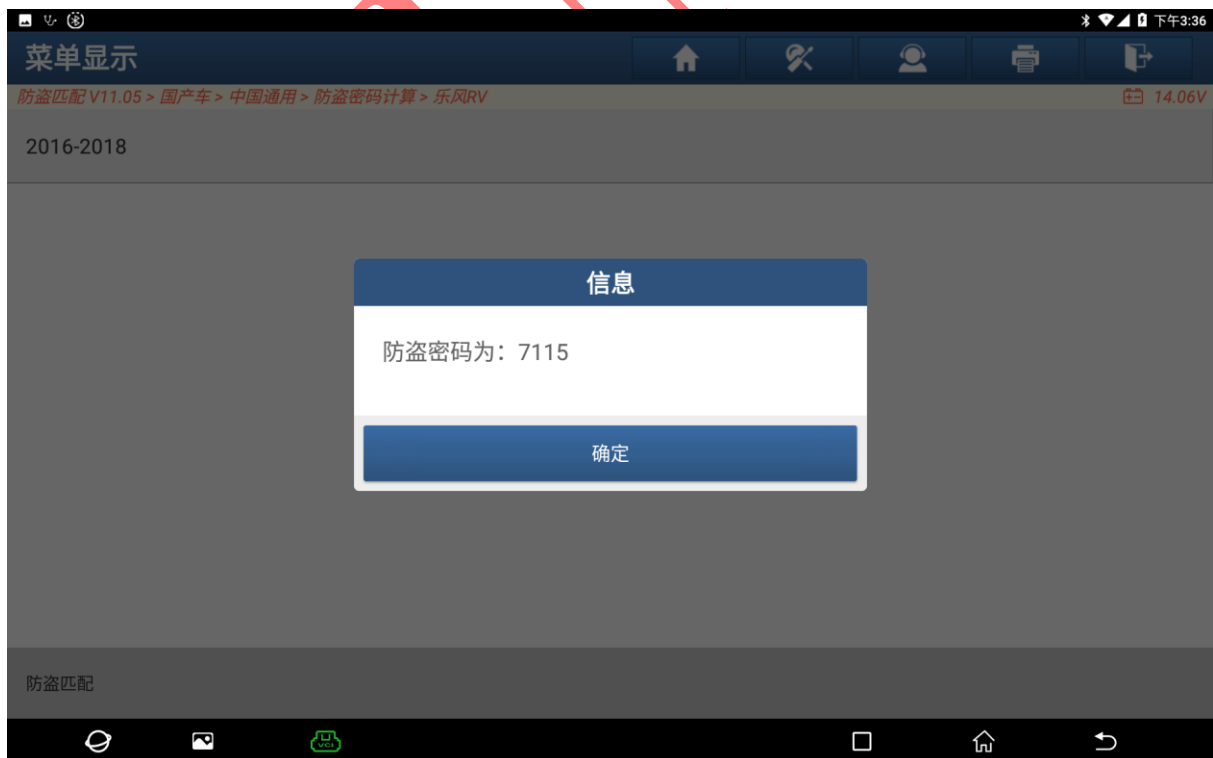 下午3:36
菜单显示
防盗匹配 V11.05 > 国产车 > 中国通用 > 防盗密码计算 > 乐风RV
14.06V
2016-2018
信息
防盗密码为：7115
确定
防盗匹配
VCI